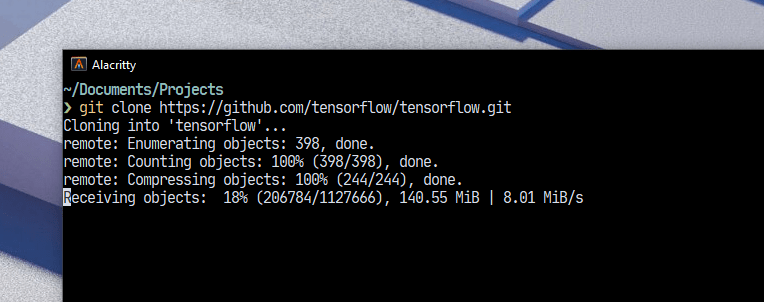 Alacritty
~/Documents/Projects
❯ git clone https://github.com/tensorflow/tensorflow.git
Cloning into 'tensorflow'...
remote: Enumerating objects: 398, done.
remote: Counting objects: 100% (398/398), done.
remote: Compressing objects: 100% (244/244), done.
Receiving objects:  18% (206784/1127666), 140.55 MiB | 8.01 MiB/s